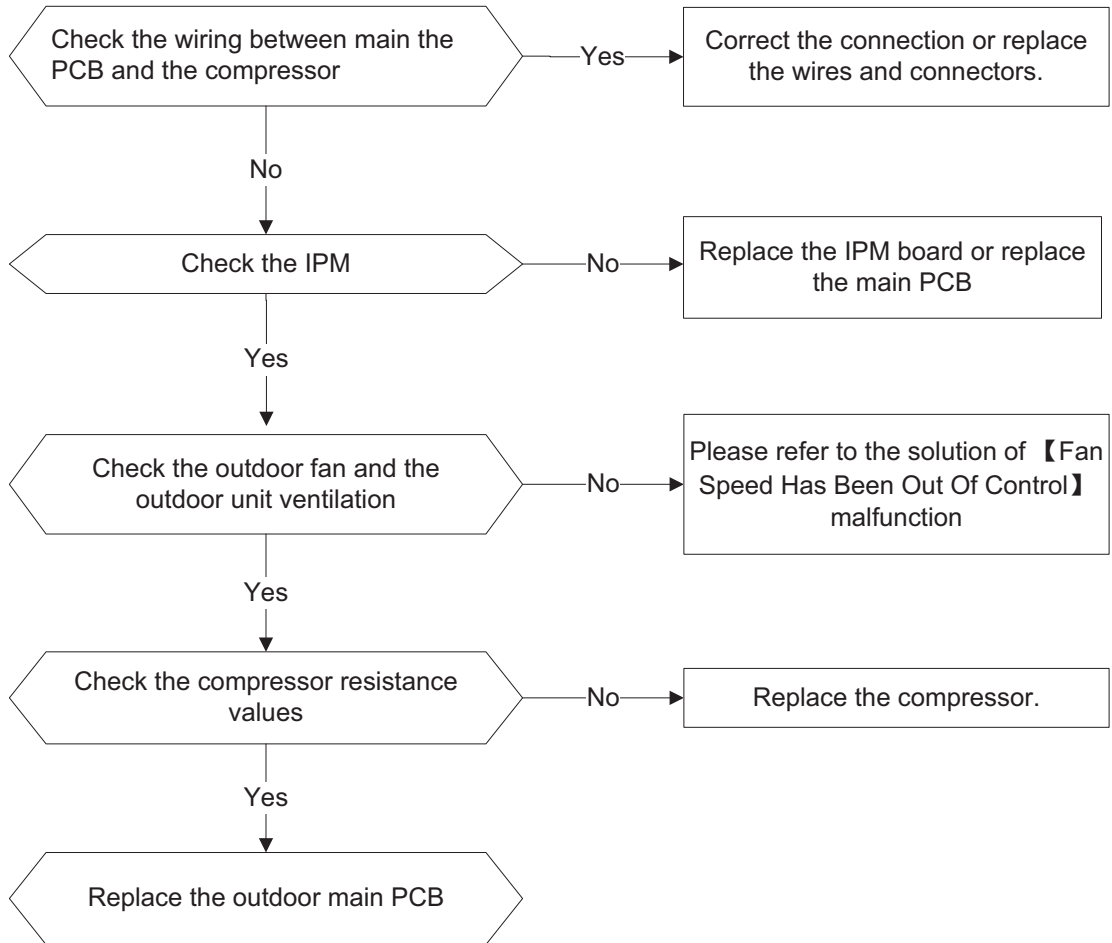 Check the wiring between main the
PCB and the compressor
Yes
Correct the connection or replace
the wires and connectors.
No
Check the IPM
No
Replace the IPM board or replace
the main PCB
Yes
Check the outdoor fan and the
outdoor unit ventilation
No
Please refer to the solution of 【Fan
Speed Has Been Out Of Control】
malfunction
Yes
Check the compressor resistance
values
No
Replace the compressor.
Yes
Replace the outdoor main PCB